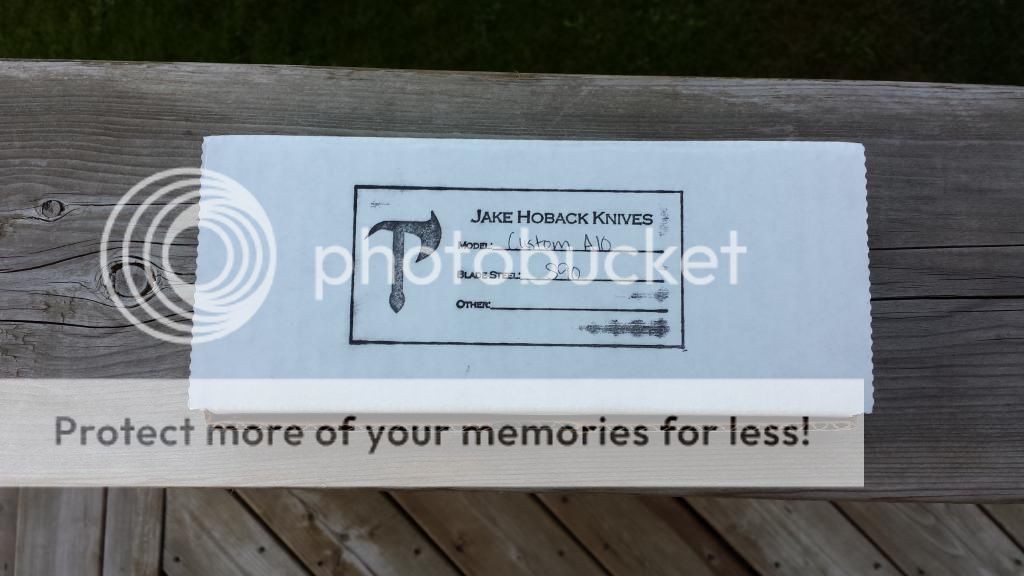 JAKE HOBACK KNIVES
MODEL: Custom A10
BLADE STEEL: S90
OTHER:
photobucket
Protect more of your memories for less!